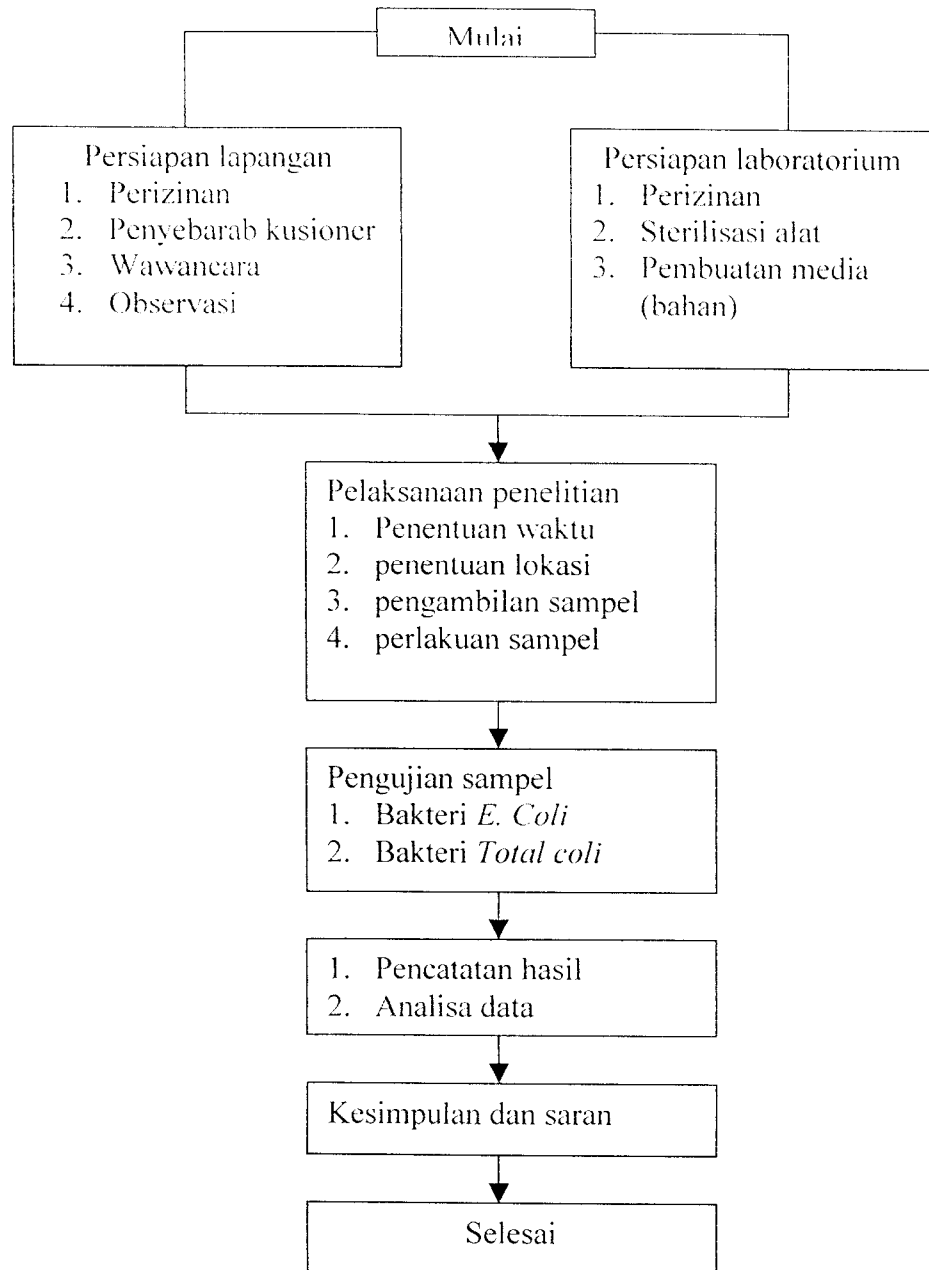 Mulai
Persiapan lapangan
1. Perizinan
2. Penyebarab kusioner
3. Wawancara
4. Observasi
Persiapan laboratorium
1. Perizinan
2. Sterilisasi alat
3. Pembuatan media
(bahan)
Pelaksanaan penelitian
1. Penentuan waktu
2. penentuan lokasi
3. pengambilan sampel
4. perlakuan sampel
Pengujian sampel
1. Bakteri E. Coli
2. Bakteri Total coli
1. Pencatatan hasil
2. Analisa data
Kesimpulan dan saran
Selesai